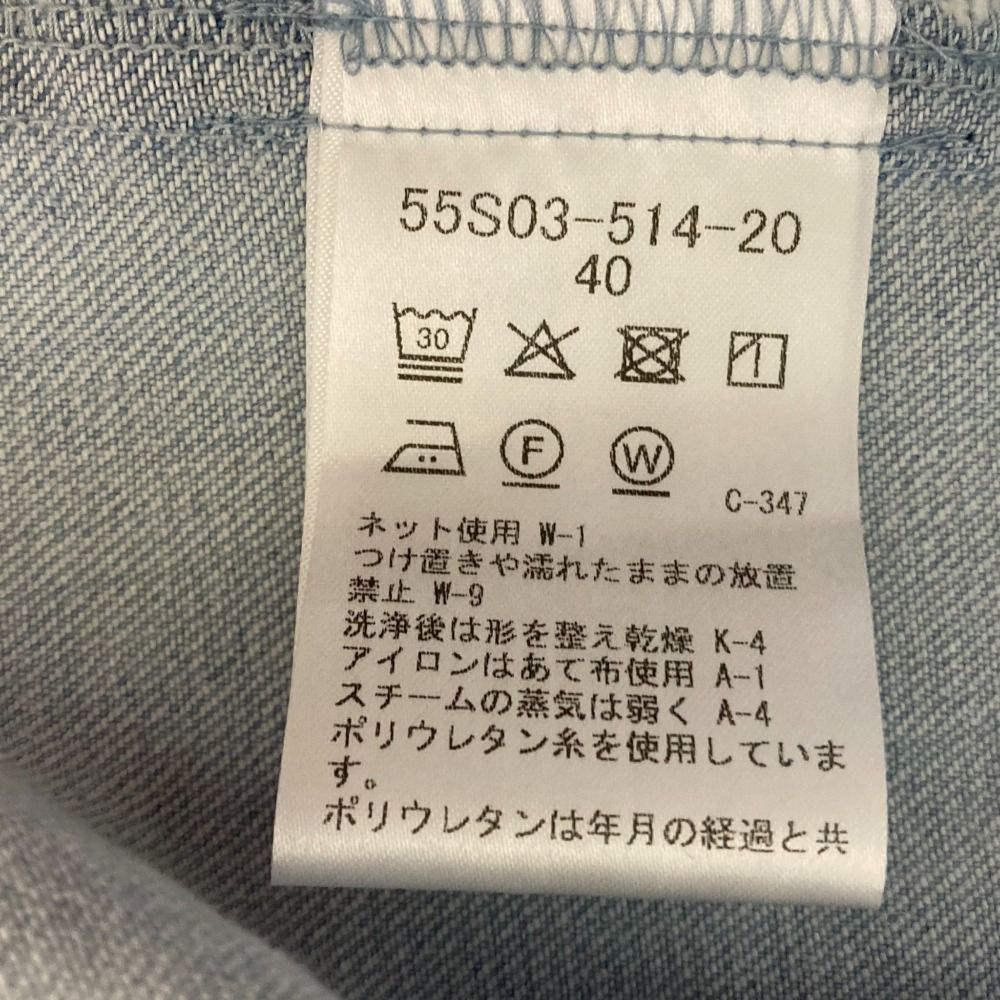 55S03-514-20
40
30
F W
C-347
ネット使用 W-1
つけ置きや濡れたままの放置
禁止 W-9
洗浄後は形を整え乾燥 K-4
アイロンはあて布使用 A-1
スチームの蒸気は弱く A-4
ポリウレタン糸を使用していま
す。
ポリウレタンは年月の経過と共